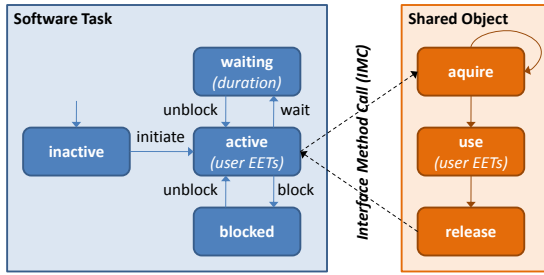 Software Task
Shared Object
waiting
(duration)
aquire
unblock
wait
Interface Method Call (IMC)
inactive
initiate
active
(user EETs)
use
(user EETs)
unblock
block
blocked
release